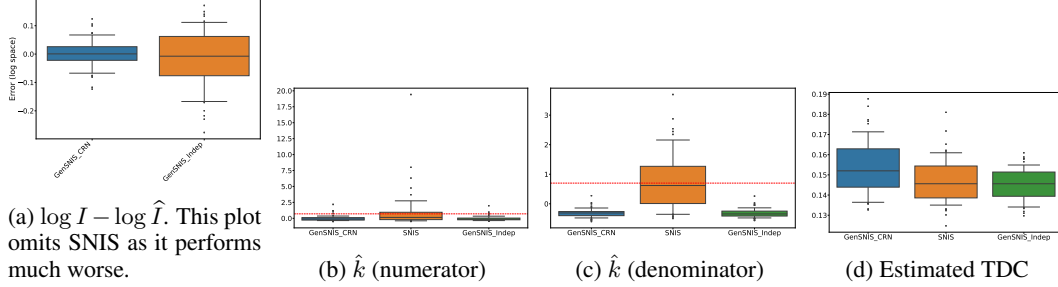 0.1
0.0
−0.1
−0.2
Error (log space)
GenSNIS_CRN
GenSNIS_Indep
(a) log I − log Î. This plot
omits SNIS as it performs
much worse.
20.0
17.5
15.0
12.5
10.0
7.5
5.0
2.5
0.0
GenSNIS_CRN SNIS GenSNIS_Indep
(b) k̂ (numerator)
3
2
1
0
GenSNIS_CRN SNIS GenSNIS_Indep
(c) k̂ (denominator)
0.19
0.18
0.17
0.16
0.15
0.14
0.13
GenSNIS_CRN SNIS GenSNIS_Indep
(d) Estimated TDC